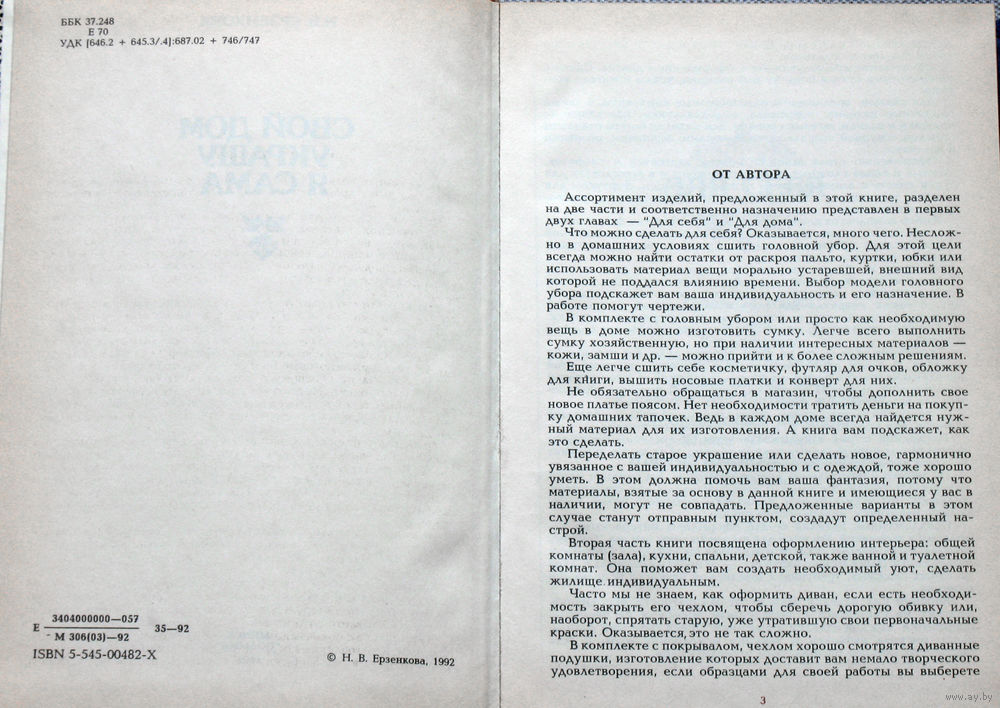 ББК 37.248
Е 70
УДК [646.2 + 645.3/.4]:687.02 + 746/747
СВОЙ ДОМ
УКРАШУ
Я САМА
Е 3404000000—057 35—92
М 306(03)—92
ISBN 5-545-00482-X
© Н. В. Ерзенкова, 1992
ОТ АВТОРА
Ассортимент изделий, предложенный в этой книге, разделен
на две части и соответственно назначению представлен в первых
двух главах — "Для себя" и "Для дома".
Что можно сделать для себя? Оказывается, много чего. Неслож-
но в домашних условиях сшить головной убор. Для этой цели
всегда можно найти остатки от раскроя пальто, куртки, юбки или
использовать материал вещи морально устаревшей, внешний вид
которой не поддался влиянию времени. Выбор модели головного
убора подскажет вам ваша индивидуальность и его назначение. В
работе помогут чертежи.
В комплекте с головным убором или просто как необходимую
вещь в доме можно изготовить сумку. Легче всего выполнить
сумку хозяйственную, но при наличии интересных материалов —
кожи, замши и др. — можно прийти и к более сложным решениям.
Еще легче сшить себе косметичку, футляр для очков, обложку
для книги, вышить носовые платки и конверт для них.
Не обязательно обращаться в магазин, чтобы дополнить свое
новое платье поясом. Нет необходимости тратить деньги на покуп-
ку домашних тапочек. Ведь в каждом доме всегда найдется нуж-
ный материал для их изготовления. А книга вам подскажет, как
это сделать.
Переделать старое украшение или сделать новое, гармонично
увязанное с вашей индивидуальностью и с одеждой, тоже хорошо
уметь. В этом должна помочь вам ваша фантазия, потому что
материалы, взятые за основу в данной книге и имеющиеся у вас в
наличии, могут не совпадать. Предложенные варианты в этом
случае станут отправным пунктом, создадут определенный на-
строй.
Вторая часть книги посвящена оформлению интерьера: общей
комнаты (зала), кухни, спальни, детской, также ванной и туалетной
комнат. Она поможет вам создать необходимый уют, сделать
жилище индивидуальным.
Часто мы не знаем, как оформить диван, если есть необходи-
мость закрыть его чехлом, чтобы сберечь дорогую обивку или,
наоборот, спрятать старую, уже утратившую свои первоначальные
краски. Оказывается, это не так сложно.
В комплекте с покрывалом, чехлом хорошо смотрятся диванные
подушки, изготовление которых доставит вам немало творческого
удовлетворения, если образцами для своей работы вы выберете
3
www.ay.by